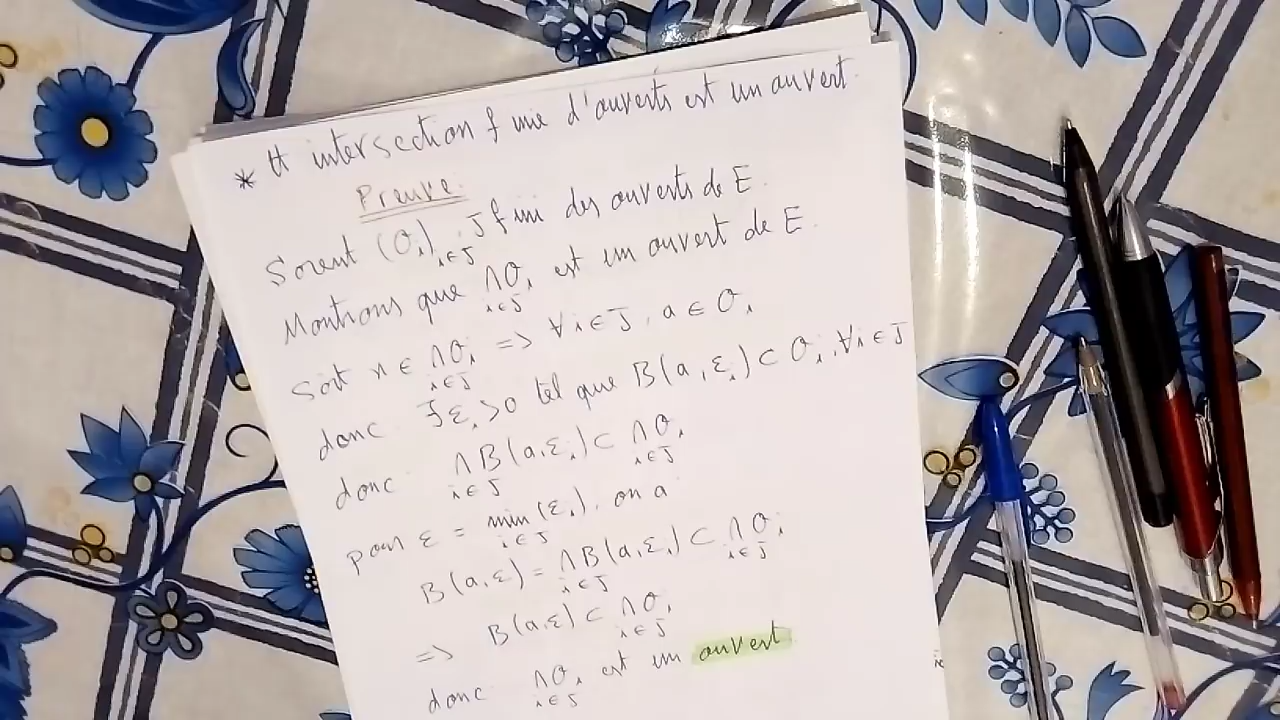 * ∀ intersection finie d'ouverts est un ouvert.
Preuve:
Soient (Oᵢ)ᵢ∈J, J fini des ouverts de E.
Montrons que ∩ᵢ∈J Oᵢ est un ouvert de E.
Soit x ∈ ∩ᵢ∈J Oᵢ => ∀i∈J, a ∈ Oᵢ
donc ∃εᵢ>0 tel que B(a,εᵢ) ⊂ Oᵢ, ∀i∈J
donc ∩ᵢ∈J B(a,εᵢ) ⊂ ∩ᵢ∈J Oᵢ
pour ε = minᵢ∈J (εᵢ), on a
B(a,ε) = ∩ᵢ∈J B(a,εᵢ) ⊂ ∩ᵢ∈J Oᵢ
=> B(a,ε) ⊂ ∩ᵢ∈J Oᵢ
donc ∩ᵢ∈J Oᵢ est un ouvert